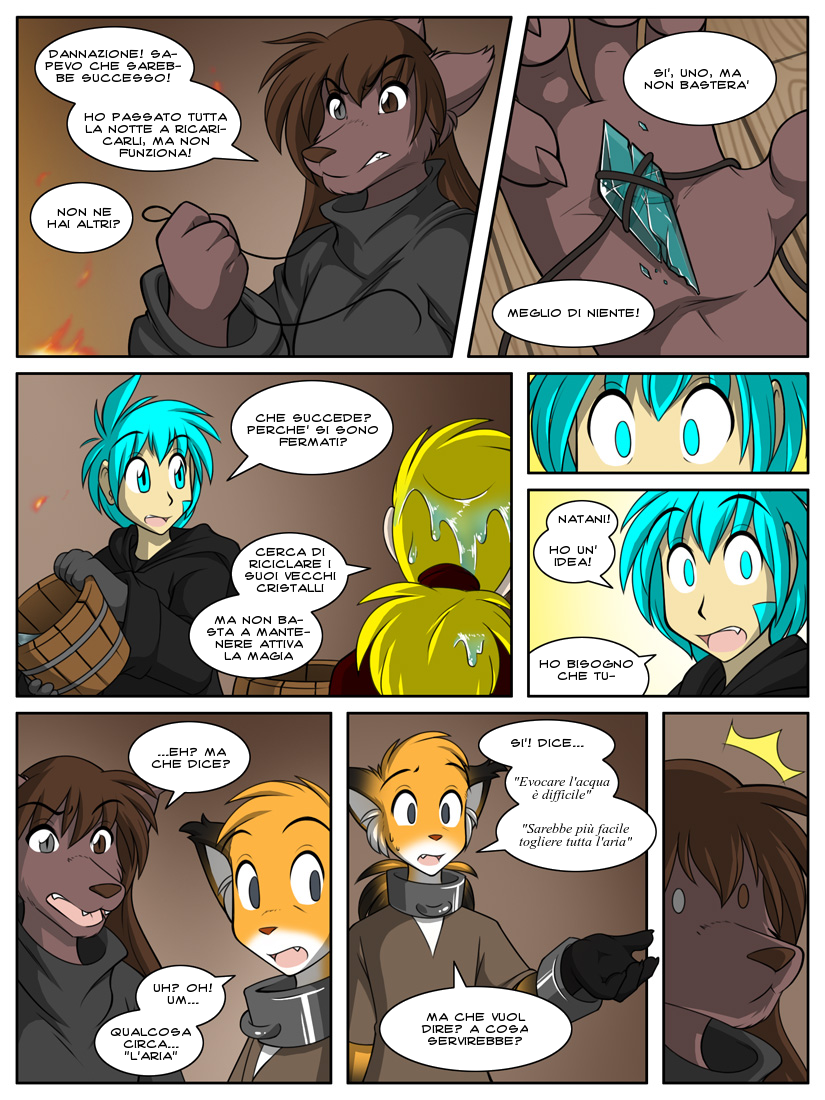 DANNAZIONE! SA-
PEVO CHE SAREB-
BE SUCCESSO!
HO PASSATO TUTTA
LA NOTTE A RICARI-
CARLI, MA NON
FUNZIONA!
NON NE
HAI ALTRI?
SI', UNO, MA
NON BASTERA'
MEGLIO DI NIENTE!
CHE SUCCEDE?
PERCHE' SI SONO
FERMATI?
CERCA DI
RICICLARE I
SUOI VECCHI
CRISTALLI
MA NON BA-
STA A MANTE-
NERE ATTIVA
LA MAGIA
NATANI!
HO UN'
IDEA!
HO BISOGNO
CHE TU-
...EH? MA
CHE DICE?
UH? OH!
UM...
QUALCOSA
CIRCA...
"L'ARIA"
SI'! DICE...
"Evocare l'acqua
è difficile"
"Sarebbe più facile
togliere tutta l'aria"
MA CHE VUOL
DIRE? A COSA
SERVIREBBE?